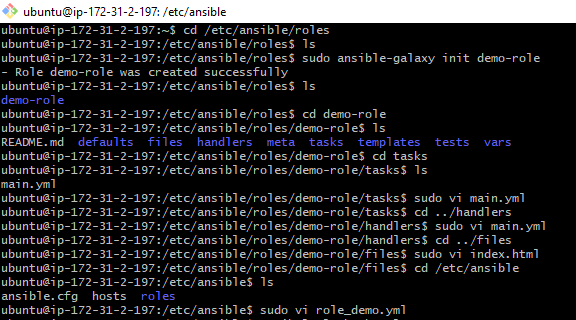 ubuntu@ip-172-31-2-197: /etc/ansible
ubuntu@ip-172-31-2-197:~$ cd /etc/ansible/roles
ubuntu@ip-172-31-2-197:/etc/ansible/roles$ ls
ubuntu@ip-172-31-2-197:/etc/ansible/roles$ sudo ansible-galaxy init demo-role
- Role demo-role was created successfully
ubuntu@ip-172-31-2-197:/etc/ansible/roles$ ls
demo-role
ubuntu@ip-172-31-2-197:/etc/ansible/roles$ cd demo-role
ubuntu@ip-172-31-2-197:/etc/ansible/roles/demo-role$ ls
README.md defaults files handlers meta tasks templates tests vars
ubuntu@ip-172-31-2-197:/etc/ansible/roles/demo-role$ cd tasks
ubuntu@ip-172-31-2-197:/etc/ansible/roles/demo-role/tasks$ ls
main.yml
ubuntu@ip-172-31-2-197:/etc/ansible/roles/demo-role/tasks$ sudo vi main.yml
ubuntu@ip-172-31-2-197:/etc/ansible/roles/demo-role/tasks$ cd ../handlers
ubuntu@ip-172-31-2-197:/etc/ansible/roles/demo-role/handlers$ sudo vi main.yml
ubuntu@ip-172-31-2-197:/etc/ansible/roles/demo-role/handlers$ cd ../files
ubuntu@ip-172-31-2-197:/etc/ansible/roles/demo-role/files$ sudo vi index.html
ubuntu@ip-172-31-2-197:/etc/ansible/roles/demo-role/files$ cd /etc/ansible
ubuntu@ip-172-31-2-197:/etc/ansible$ ls
ansible.cfg hosts roles
ubuntu@ip-172-31-2-197:/etc/ansible$ sudo vi role_demo.yml